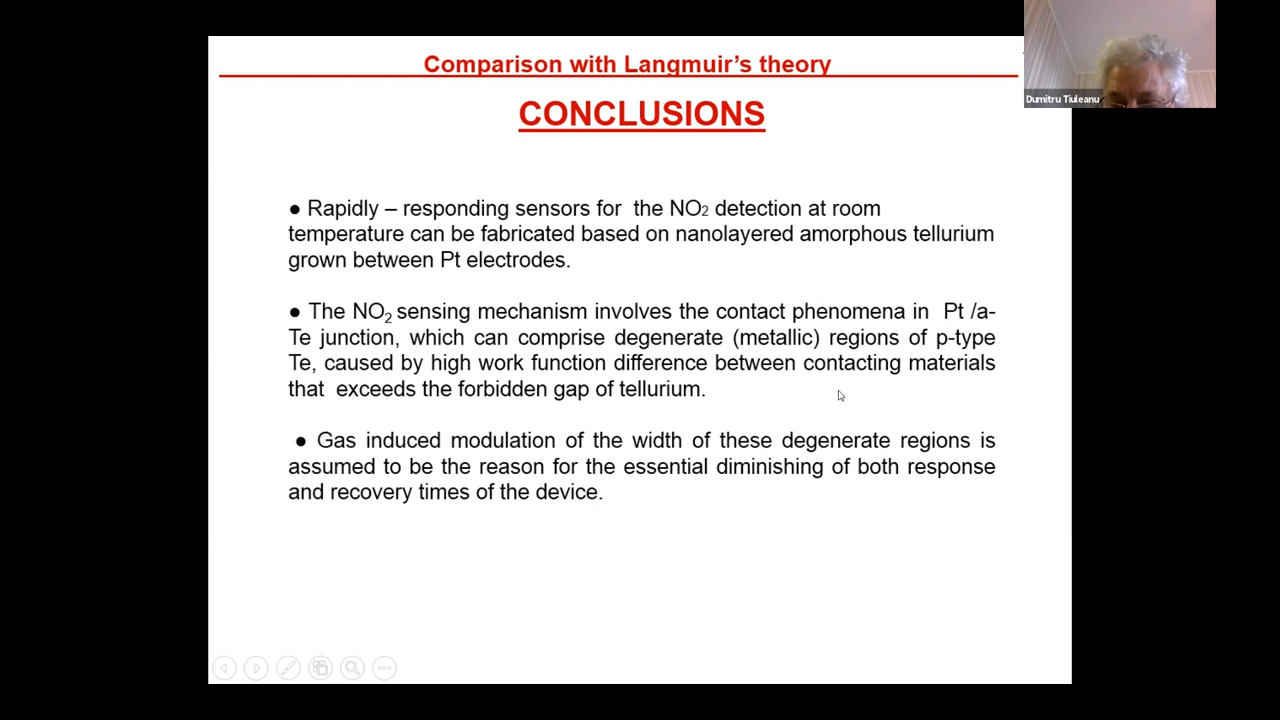 Comparison with Langmuir’s theory
CONCLUSIONS
Dumitru Tiuleanu
● Rapidly – responding sensors for the NO₂ detection at room
temperature can be fabricated based on nanolayered amorphous tellurium
grown between Pt electrodes.
● The NO₂ sensing mechanism involves the contact phenomena in Pt /a-
Te junction, which can comprise degenerate (metallic) regions of p-type
Te, caused by high work function difference between contacting materials
that exceeds the forbidden gap of tellurium.
● Gas induced modulation of the width of these degenerate regions is
assumed to be the reason for the essential diminishing of both response
and recovery times of the device.